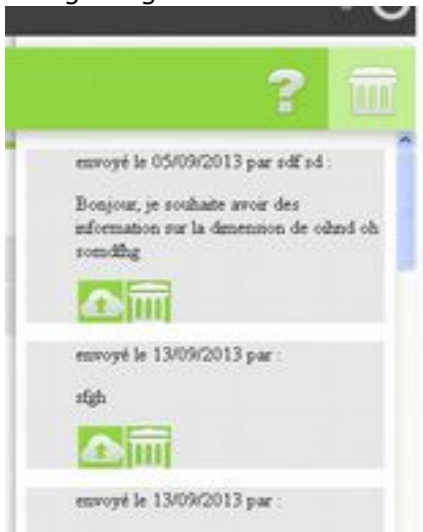 ?
envoyé le 05/09/2013 par sdf sd :
Bonjour, je souhaite avoir des
information sur la dimension de
envoyé le 13/09/2013 par :
sfgh
envoyé le 13/09/2013 par :